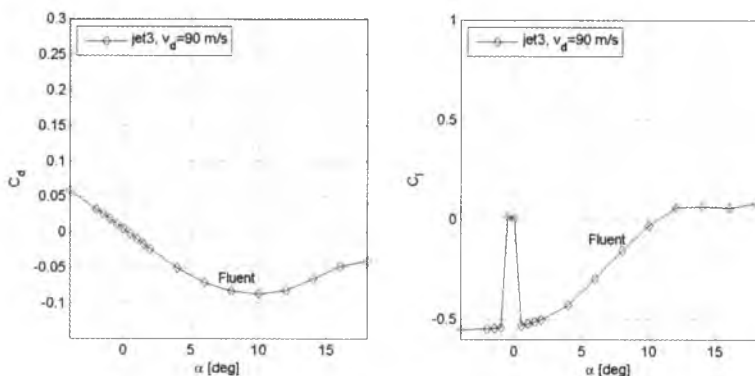 0.3
0.25
0.2
0.15
0.1
0.05
0
-0.05
-0.1
C_d
jet3, v_d=90 m/s
Fluent
0
5
10
15
α [deg]
1
0.5
0
-0.5
C_l
jet3, v_d=90 m/s
Fluent
0
5
10
15
α [deg]